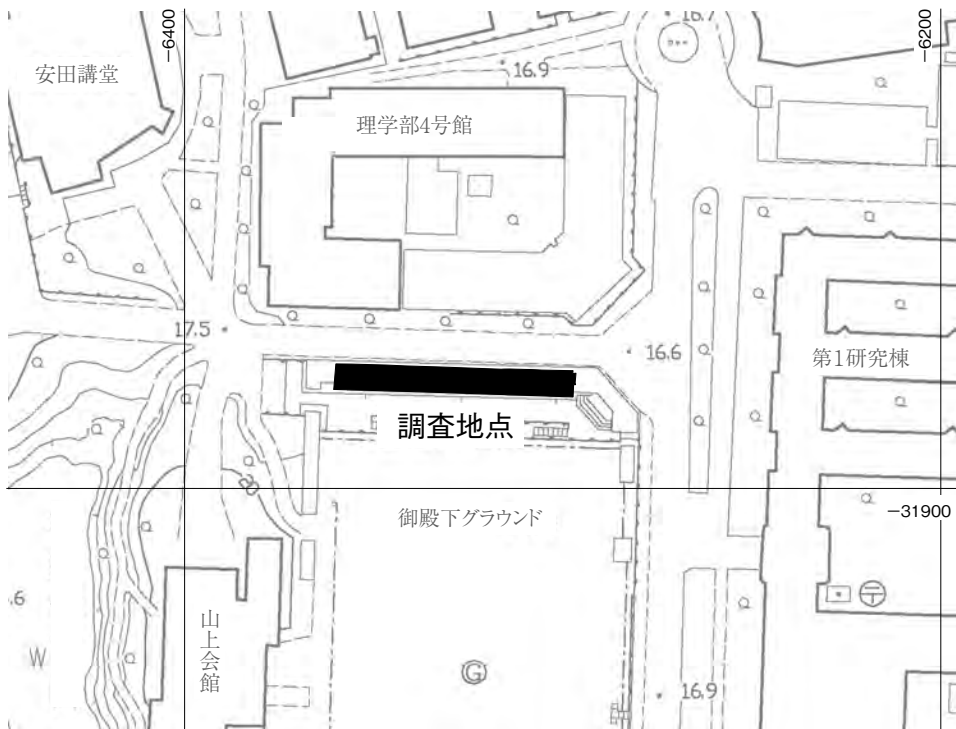 -6400
16.7
-6200
安田講堂
16.9
理学部4号館
17.5
16.6
第1研究棟
調査地点
御殿下グラウンド
-31900
.6
山上会館
W
G
16.9